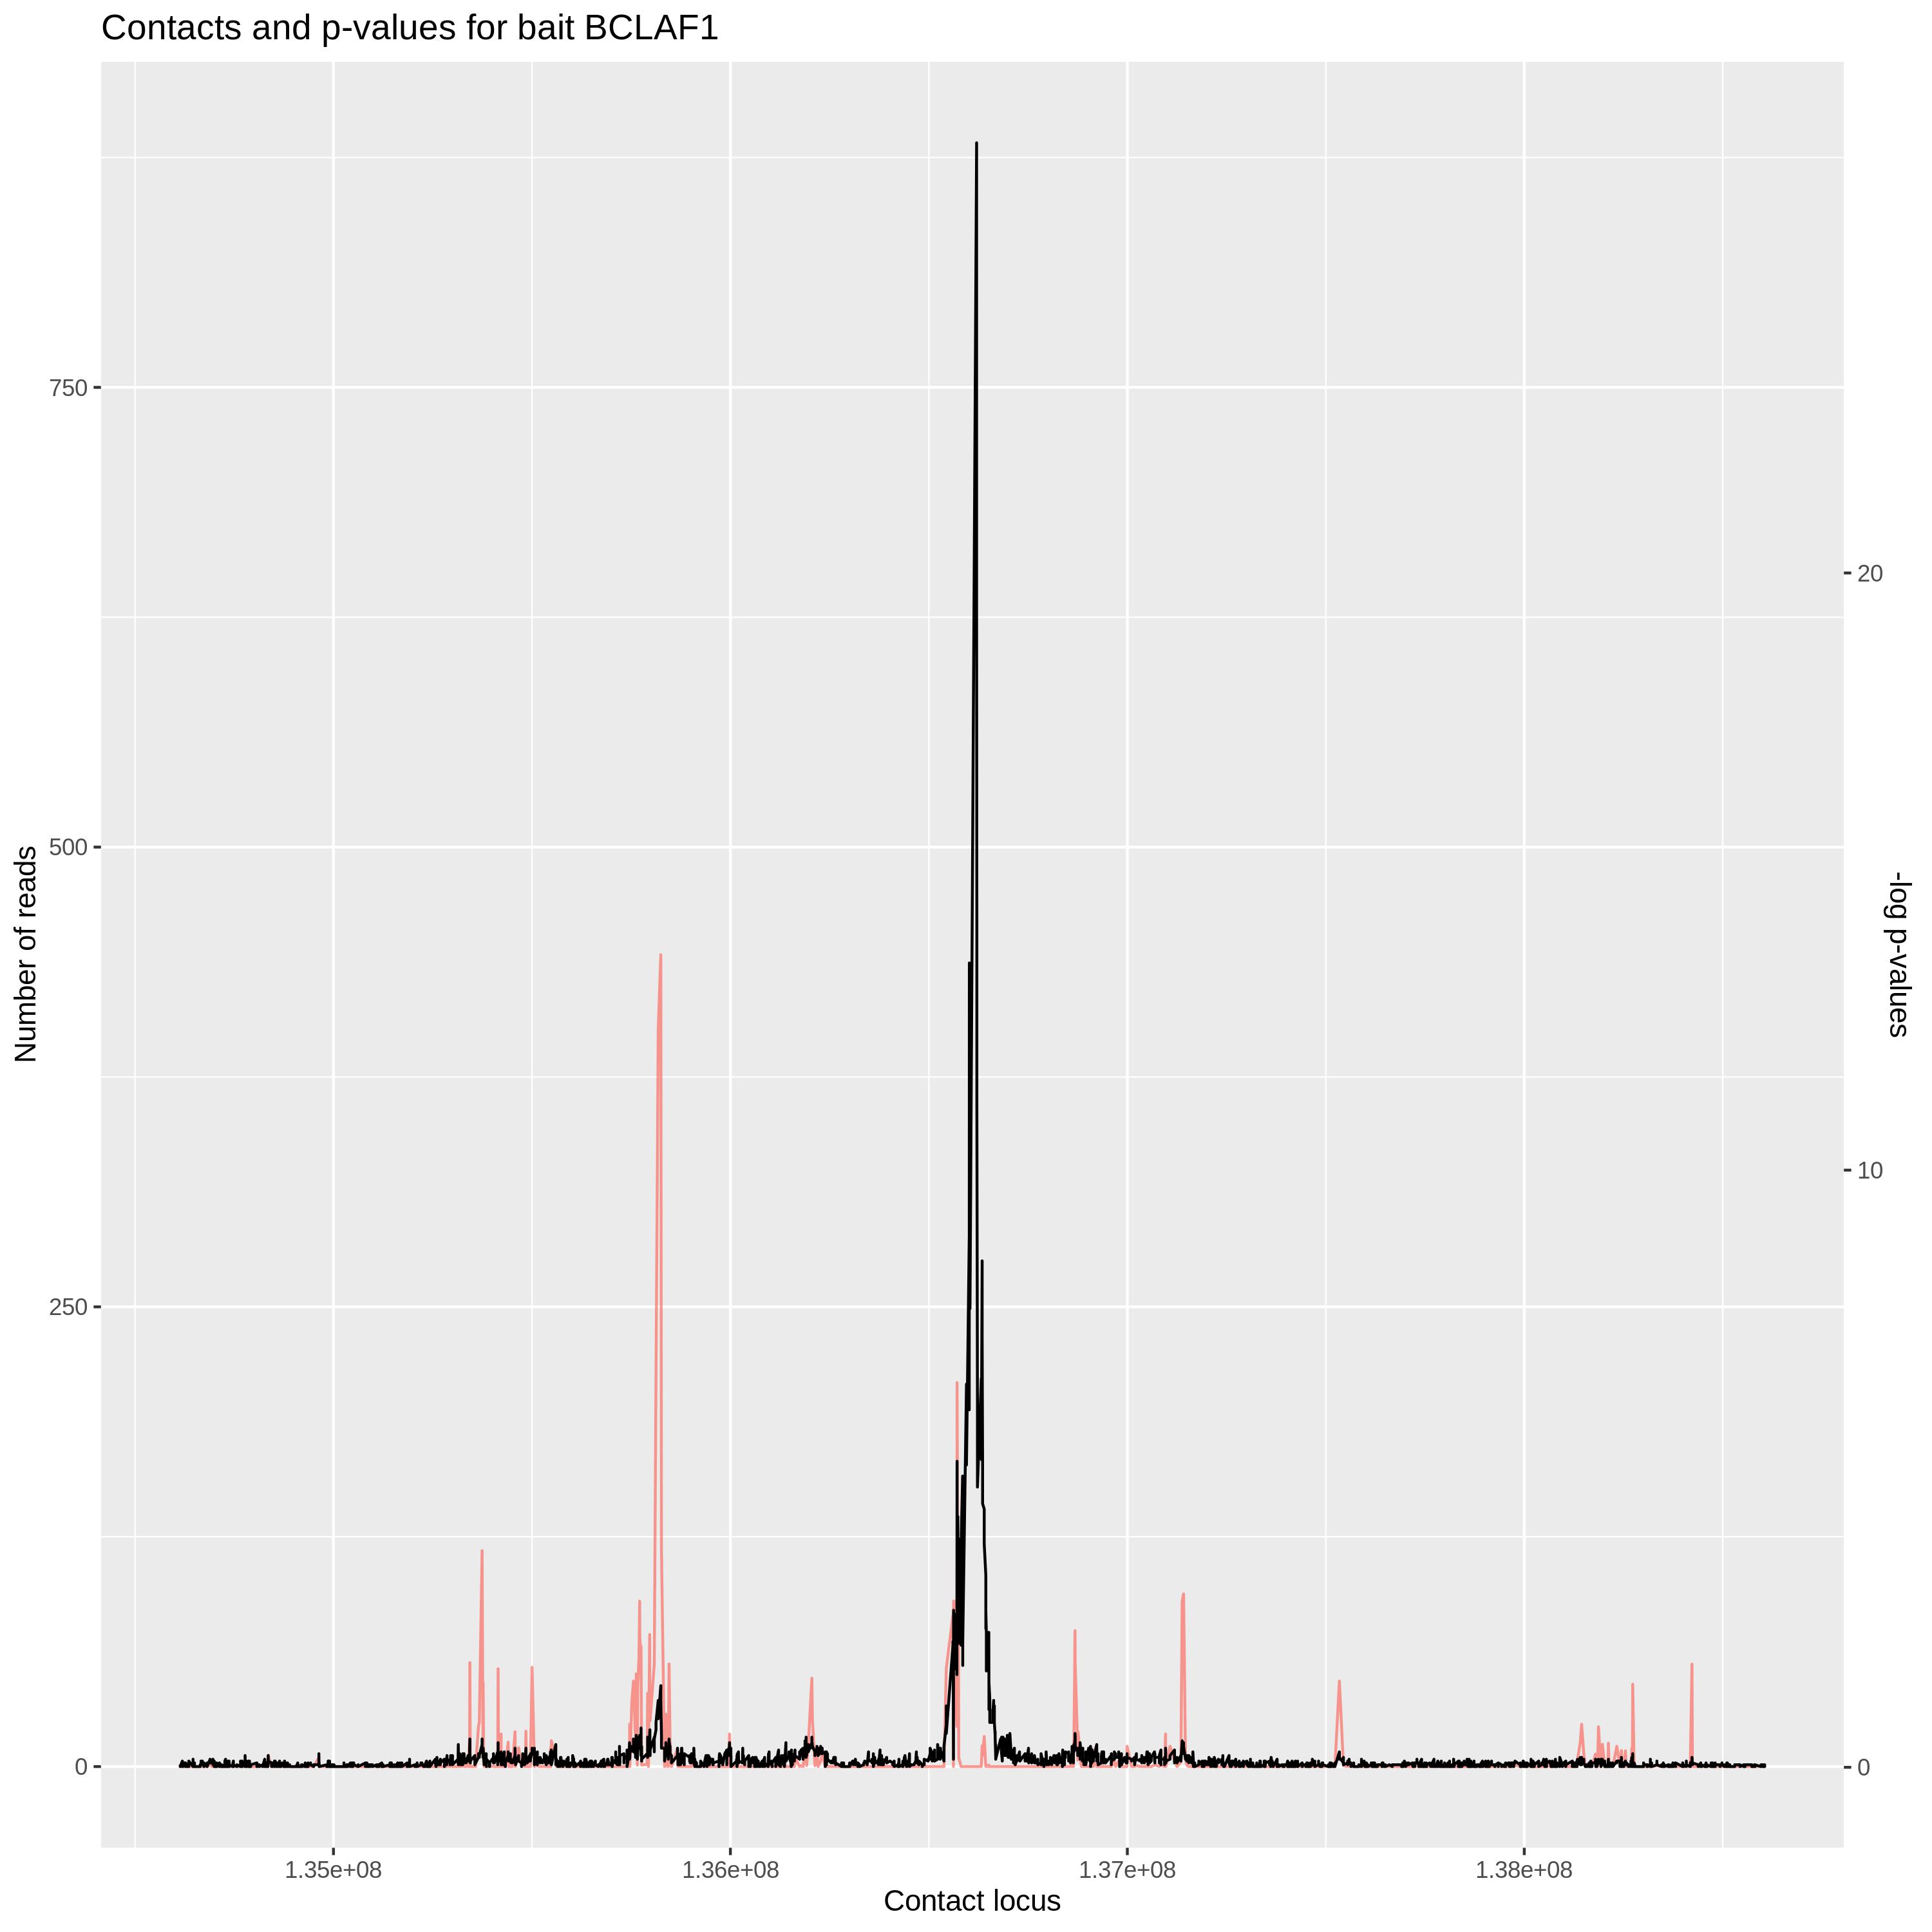 Contacts and p-values for bait BCLAF1
Number of reads
750
500
250
0
20
10
0
-log p-values
1.35e+08
1.36e+08
1.37e+08
1.38e+08
Contact locus